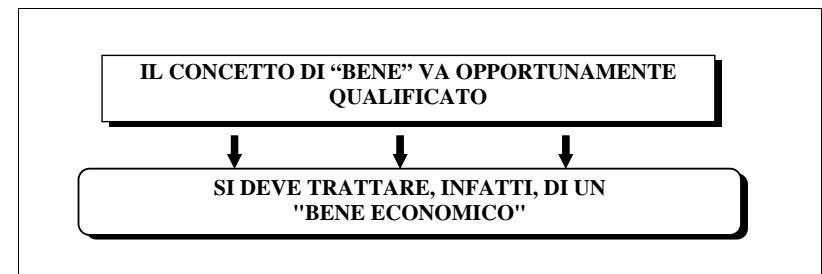 IL CONCETTO DI “BENE” VA OPPORTUNAMENTE
QUALIFICATO
SI DEVE TRATTARE, INFATTI, DI UN
"BENE ECONOMICO"